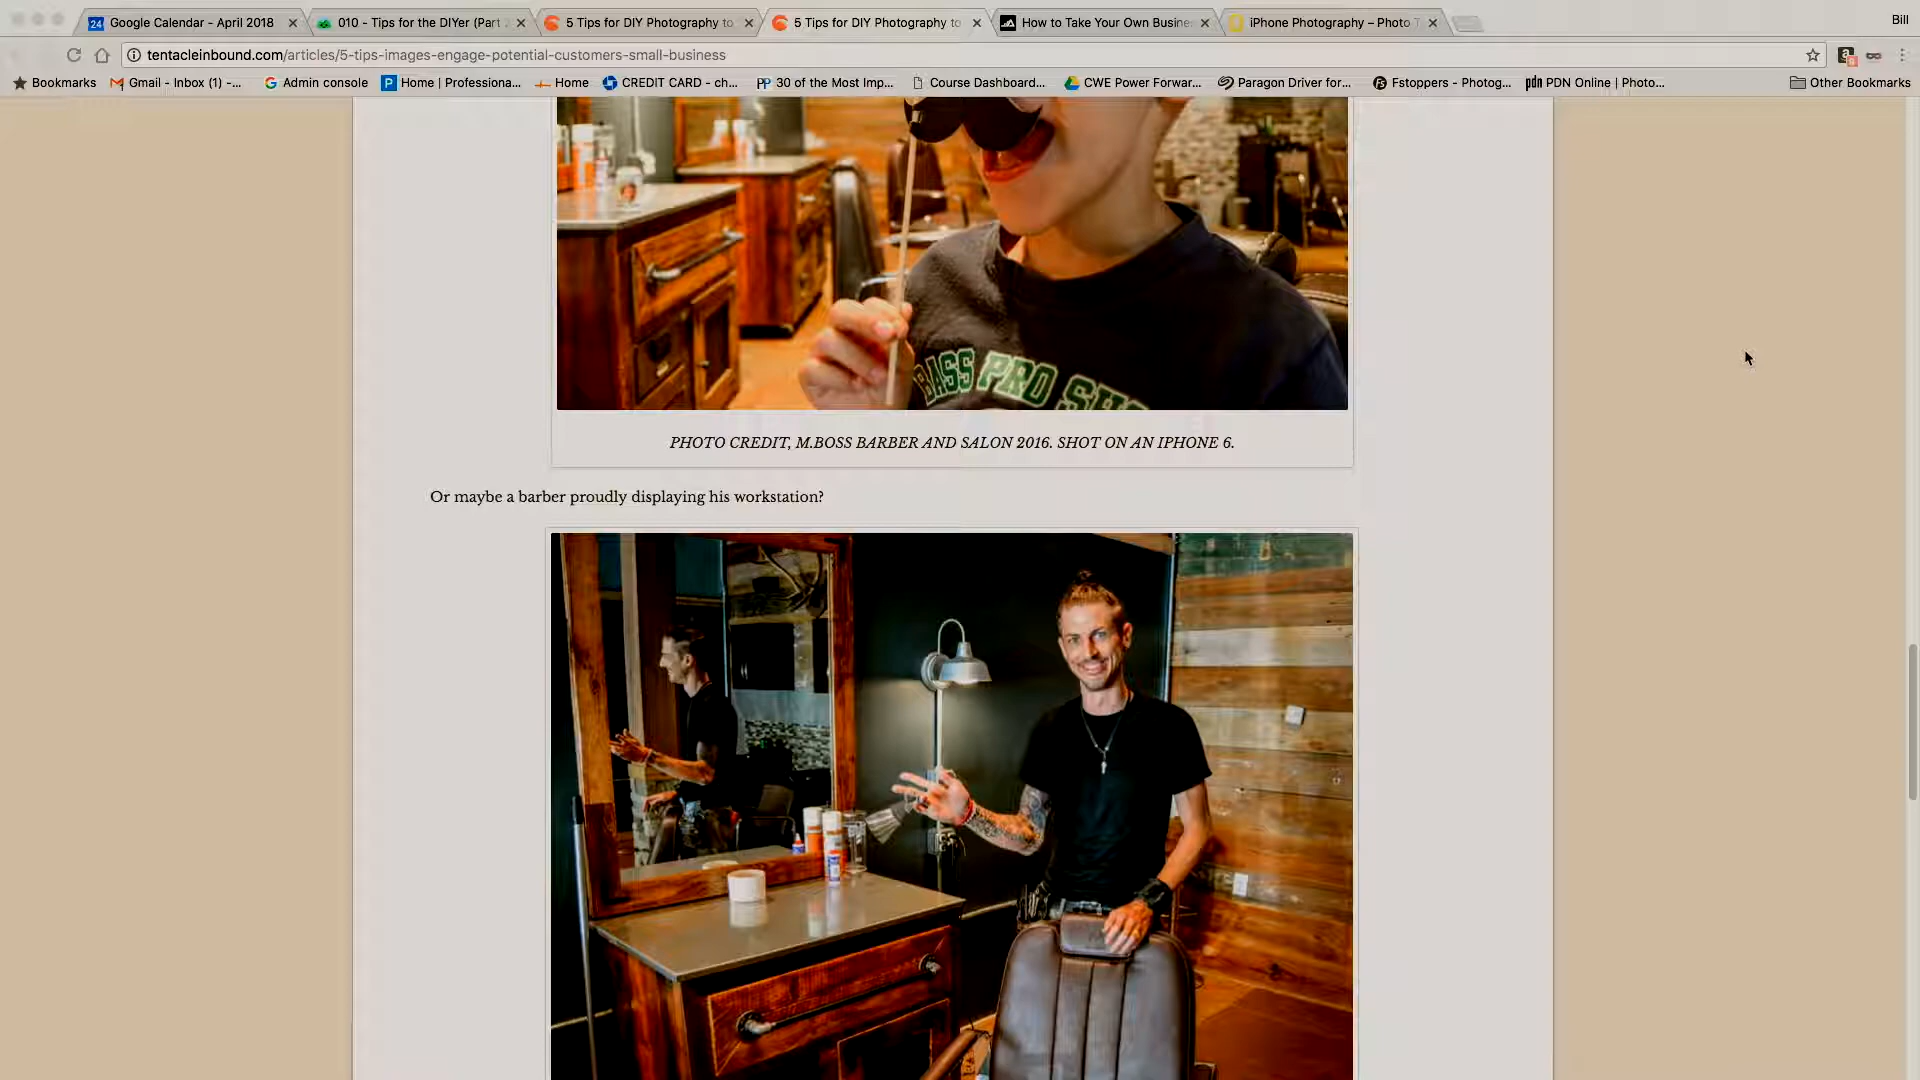 Google Calendar - April 2018
010 - Tips for the DIYer (Part
5 Tips for DIY Photography to
5 Tips for DIY Photography to
How to Take Your Own Busine
iPhone Photography – Photo T
Bill
tentacleinbound.com/articles/5-tips-images-engage-potential-customers-small-business
Bookmarks
Gmail - Inbox (1) -...
Admin console
Home | Professiona...
Home
CREDIT CARD - ch...
30 of the Most Imp...
Course Dashboard...
CWE Power Forwar...
Paragon Driver for...
Fstoppers - Photog...
PDN Online | Photo...
Other Bookmarks
BASS PRO
PHOTO CREDIT, M.BOSS BARBER AND SALON 2016. SHOT ON AN IPHONE 6.
Or maybe a barber proudly displaying his workstation?